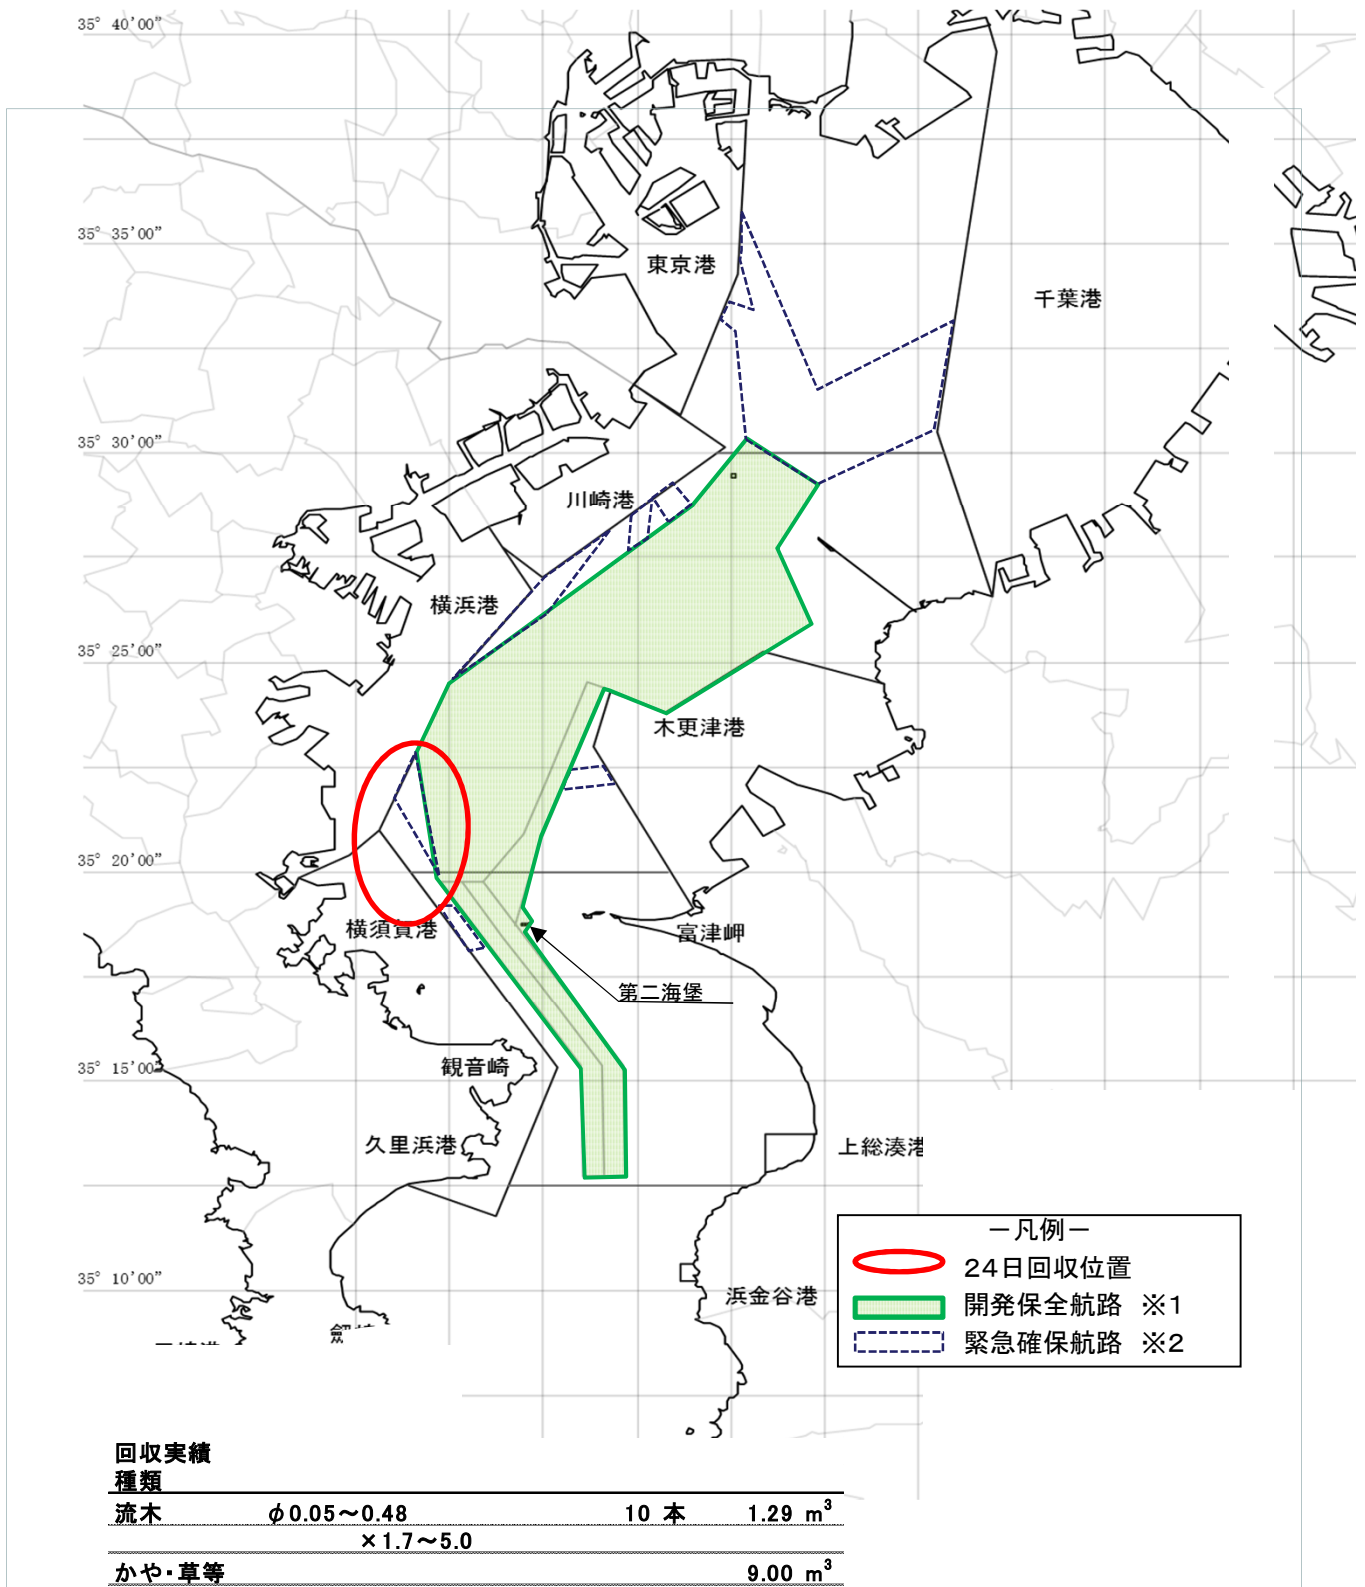 35° 40′00″
35° 35′00″
東京港
千葉港
35° 30′00″
川崎港
横浜港
35° 25′00″
木更津港
35° 20′00″
横須賀港
富津岬
第二海堡
35° 15′00″
観音崎
久里浜港
上総湊港
35° 10′00″
浜金谷港
－凡例－
24日回収位置
開発保全航路 ※1
緊急確保航路 ※2
回収実績
種類
流木 φ0.05～0.48 10 本 1.29 m³
×1.7～5.0
かや・草等 9.00 m³